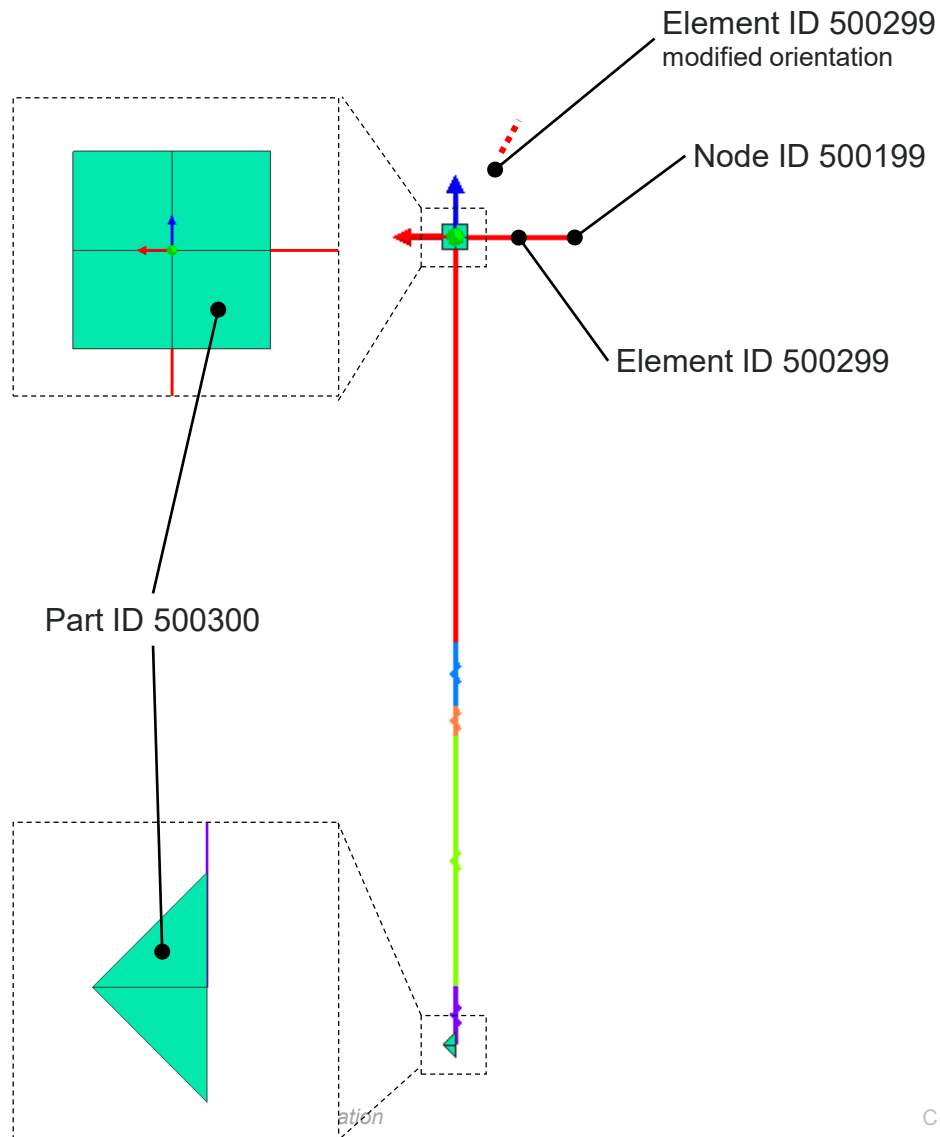 Element ID 500299
modified orientation
Node ID 500199
Element ID 500299
Part ID 500300